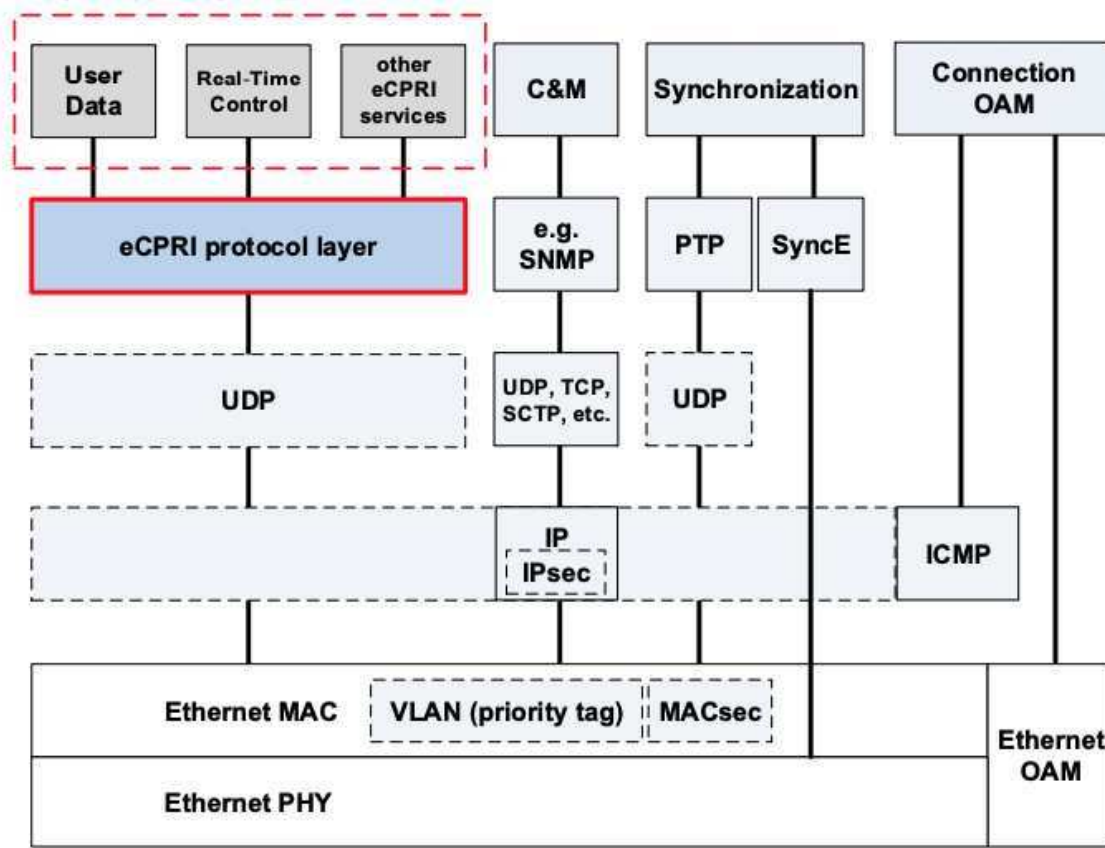 User
Data
Real-Time
Control
other
eCPRI
services
C&M
Synchronization
Connection
OAM
eCPRI protocol layer
e.g.
SNMP
PTP
SyncE
UDP
UDP, TCP,
SCTP, etc.
UDP
IP
IPsec
ICMP
Ethernet MAC
VLAN (priority tag)
MACsec
Ethernet
OAM
Ethernet PHY